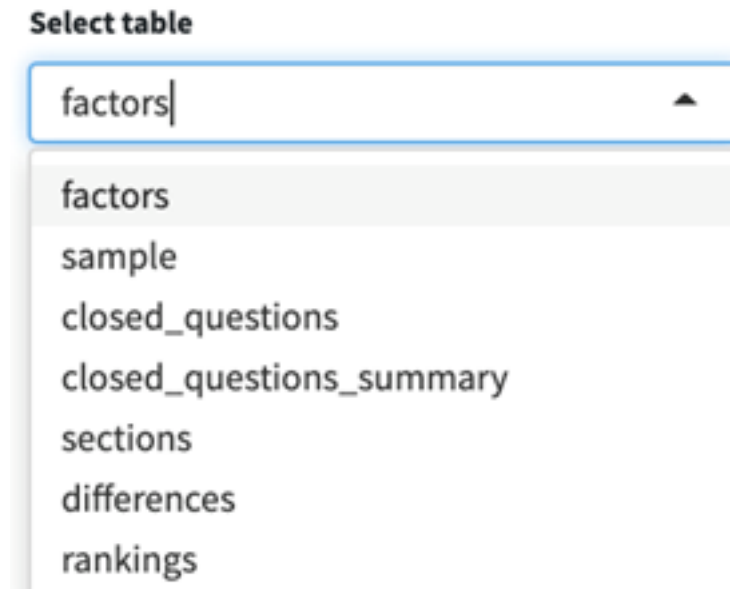 Select table
factors
factors
sample
closed_questions
closed_questions_summary
sections
differences
rankings